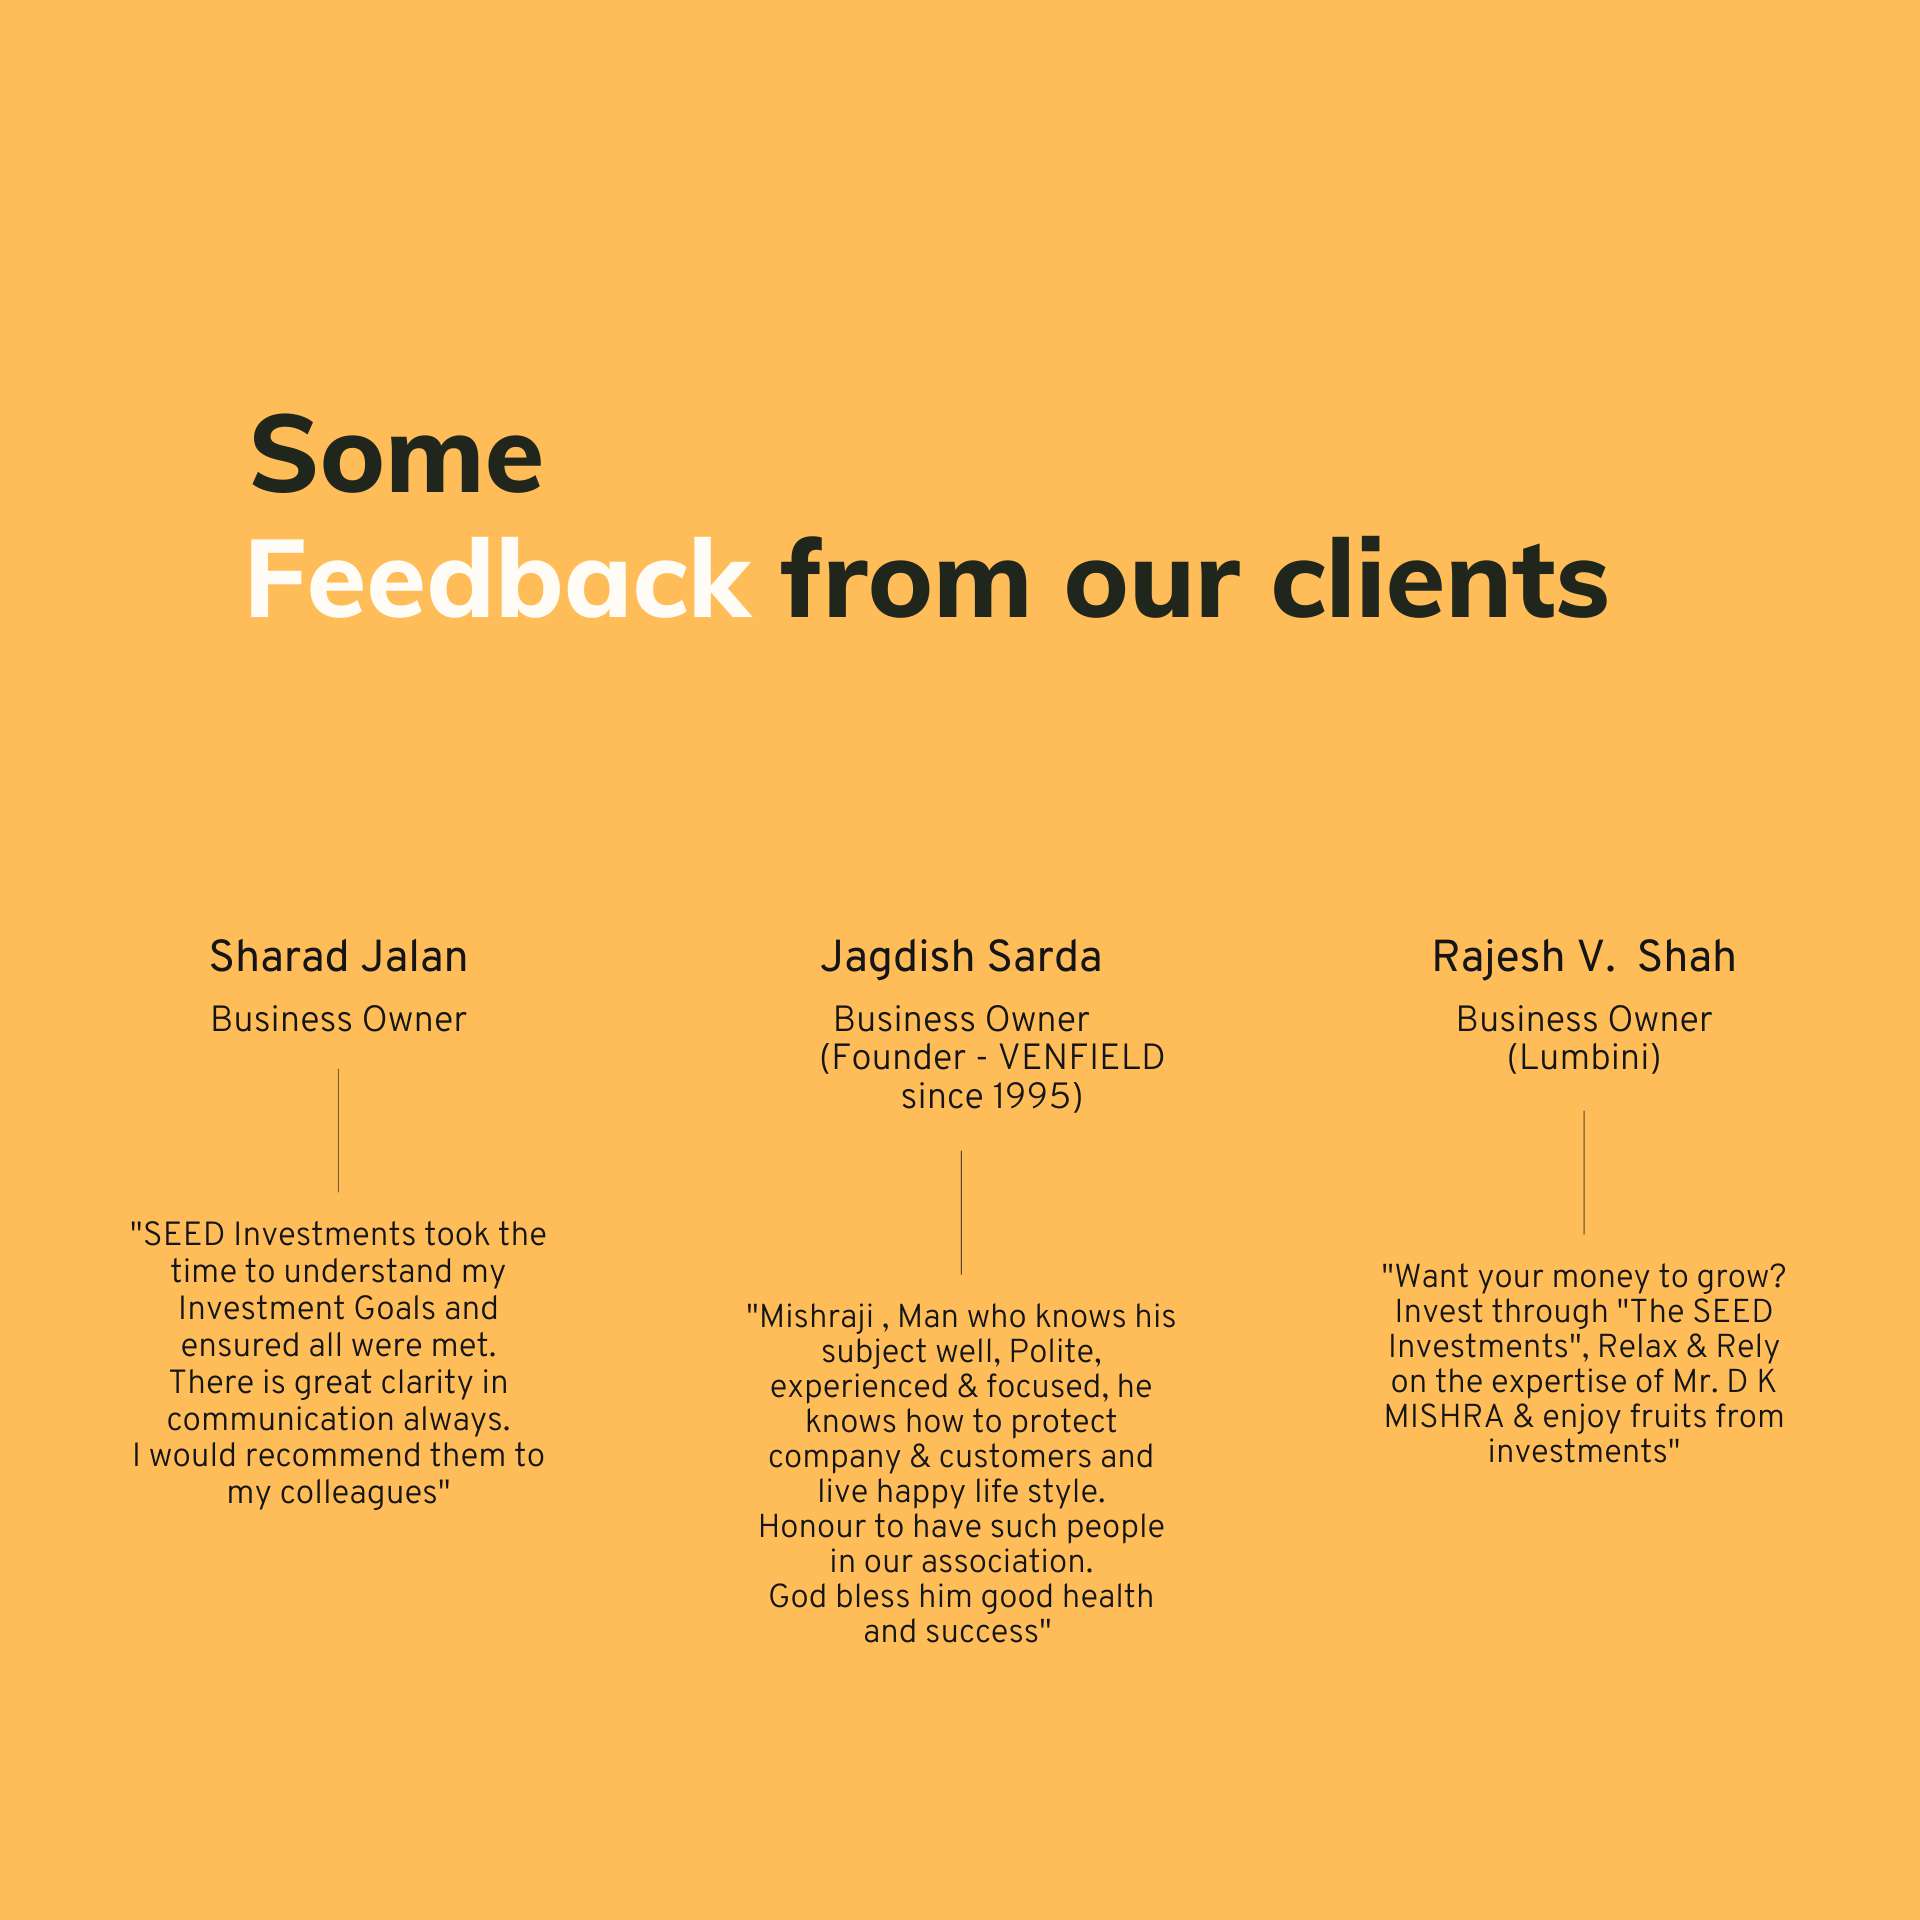 Some
Feedback from our clients
Sharad Jalan
Business Owner
"SEED Investments took the
time to understand my
Investment Goals and
ensured all were met.
There is great clarity in
communication always.
I would recommend them to
my colleagues"
Jagdish Sarda
Business Owner
(Founder - VENFIELD
since 1995)
"Mishraji , Man who knows his
subject well, Polite,
experienced & focused, he
knows how to protect
company & customers and
live happy life style.
Honour to have such people
in our association.
God bless him good health
and success"
Rajesh V.  Shah
Business Owner
(Lumbini)
"Want your money to grow?
Invest through "The SEED
Investments", Relax & Rely
on the expertise of Mr. D K
MISHRA & enjoy fruits from
investments"